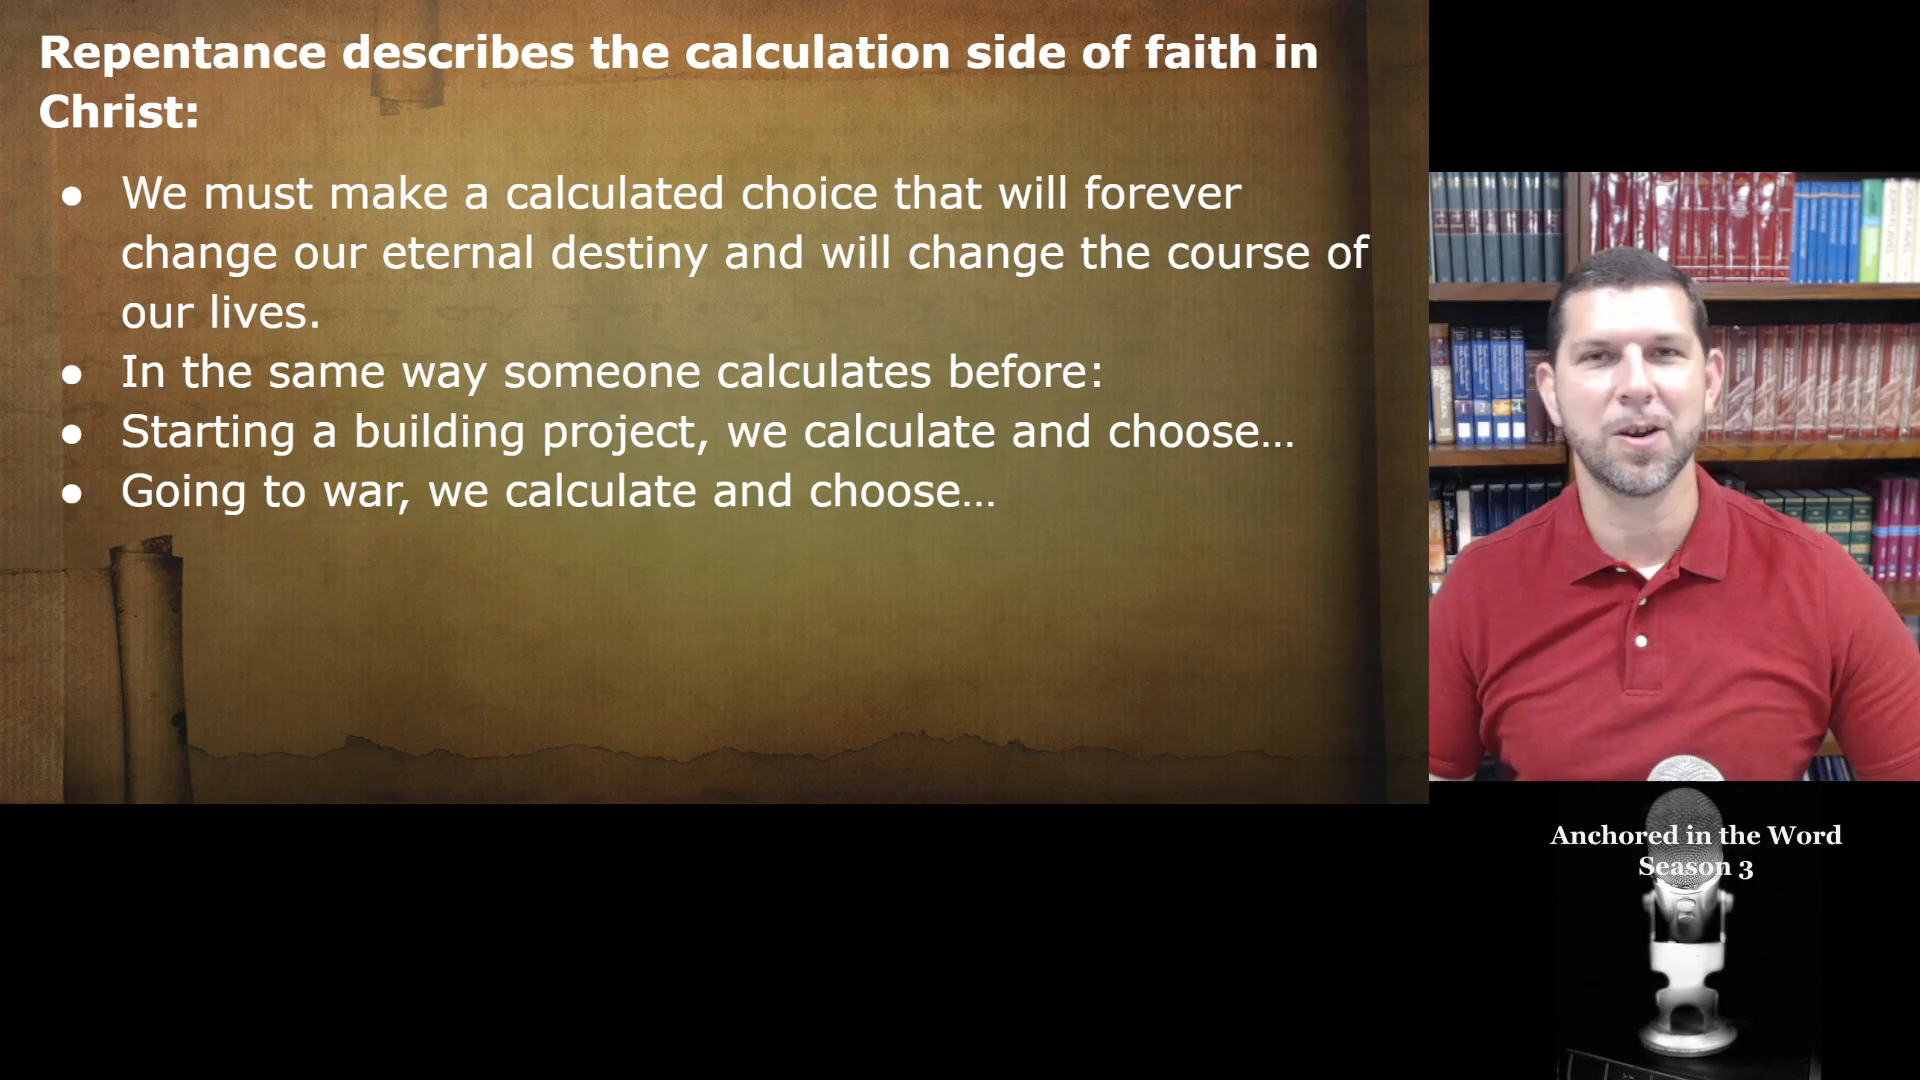 Repentance describes the calculation side of faith in
Christ:
● We must make a calculated choice that will forever
change our eternal destiny and will change the course of
our lives.
● In the same way someone calculates before:
● Starting a building project, we calculate and choose…
● Going to war, we calculate and choose…
Anchored in the Word
Season 3